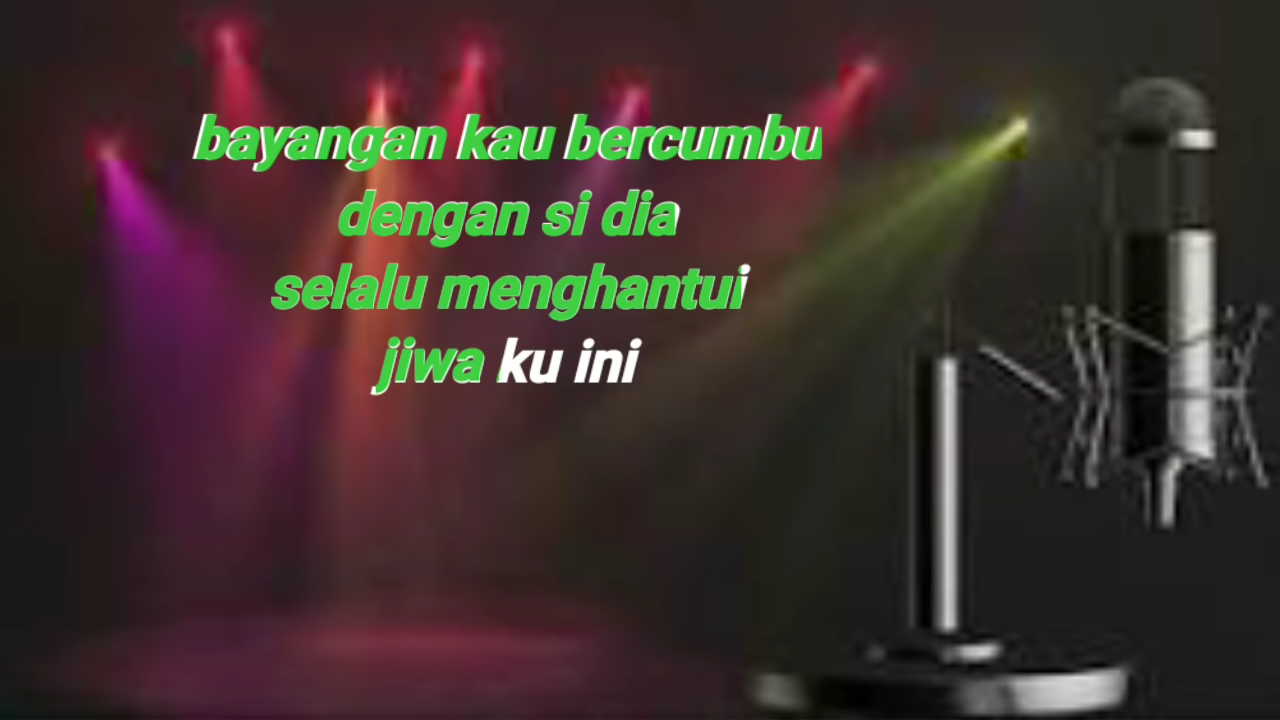 bayangan kau bercumbu
dengan si dia
selalu menghantui
jiwa ku ini